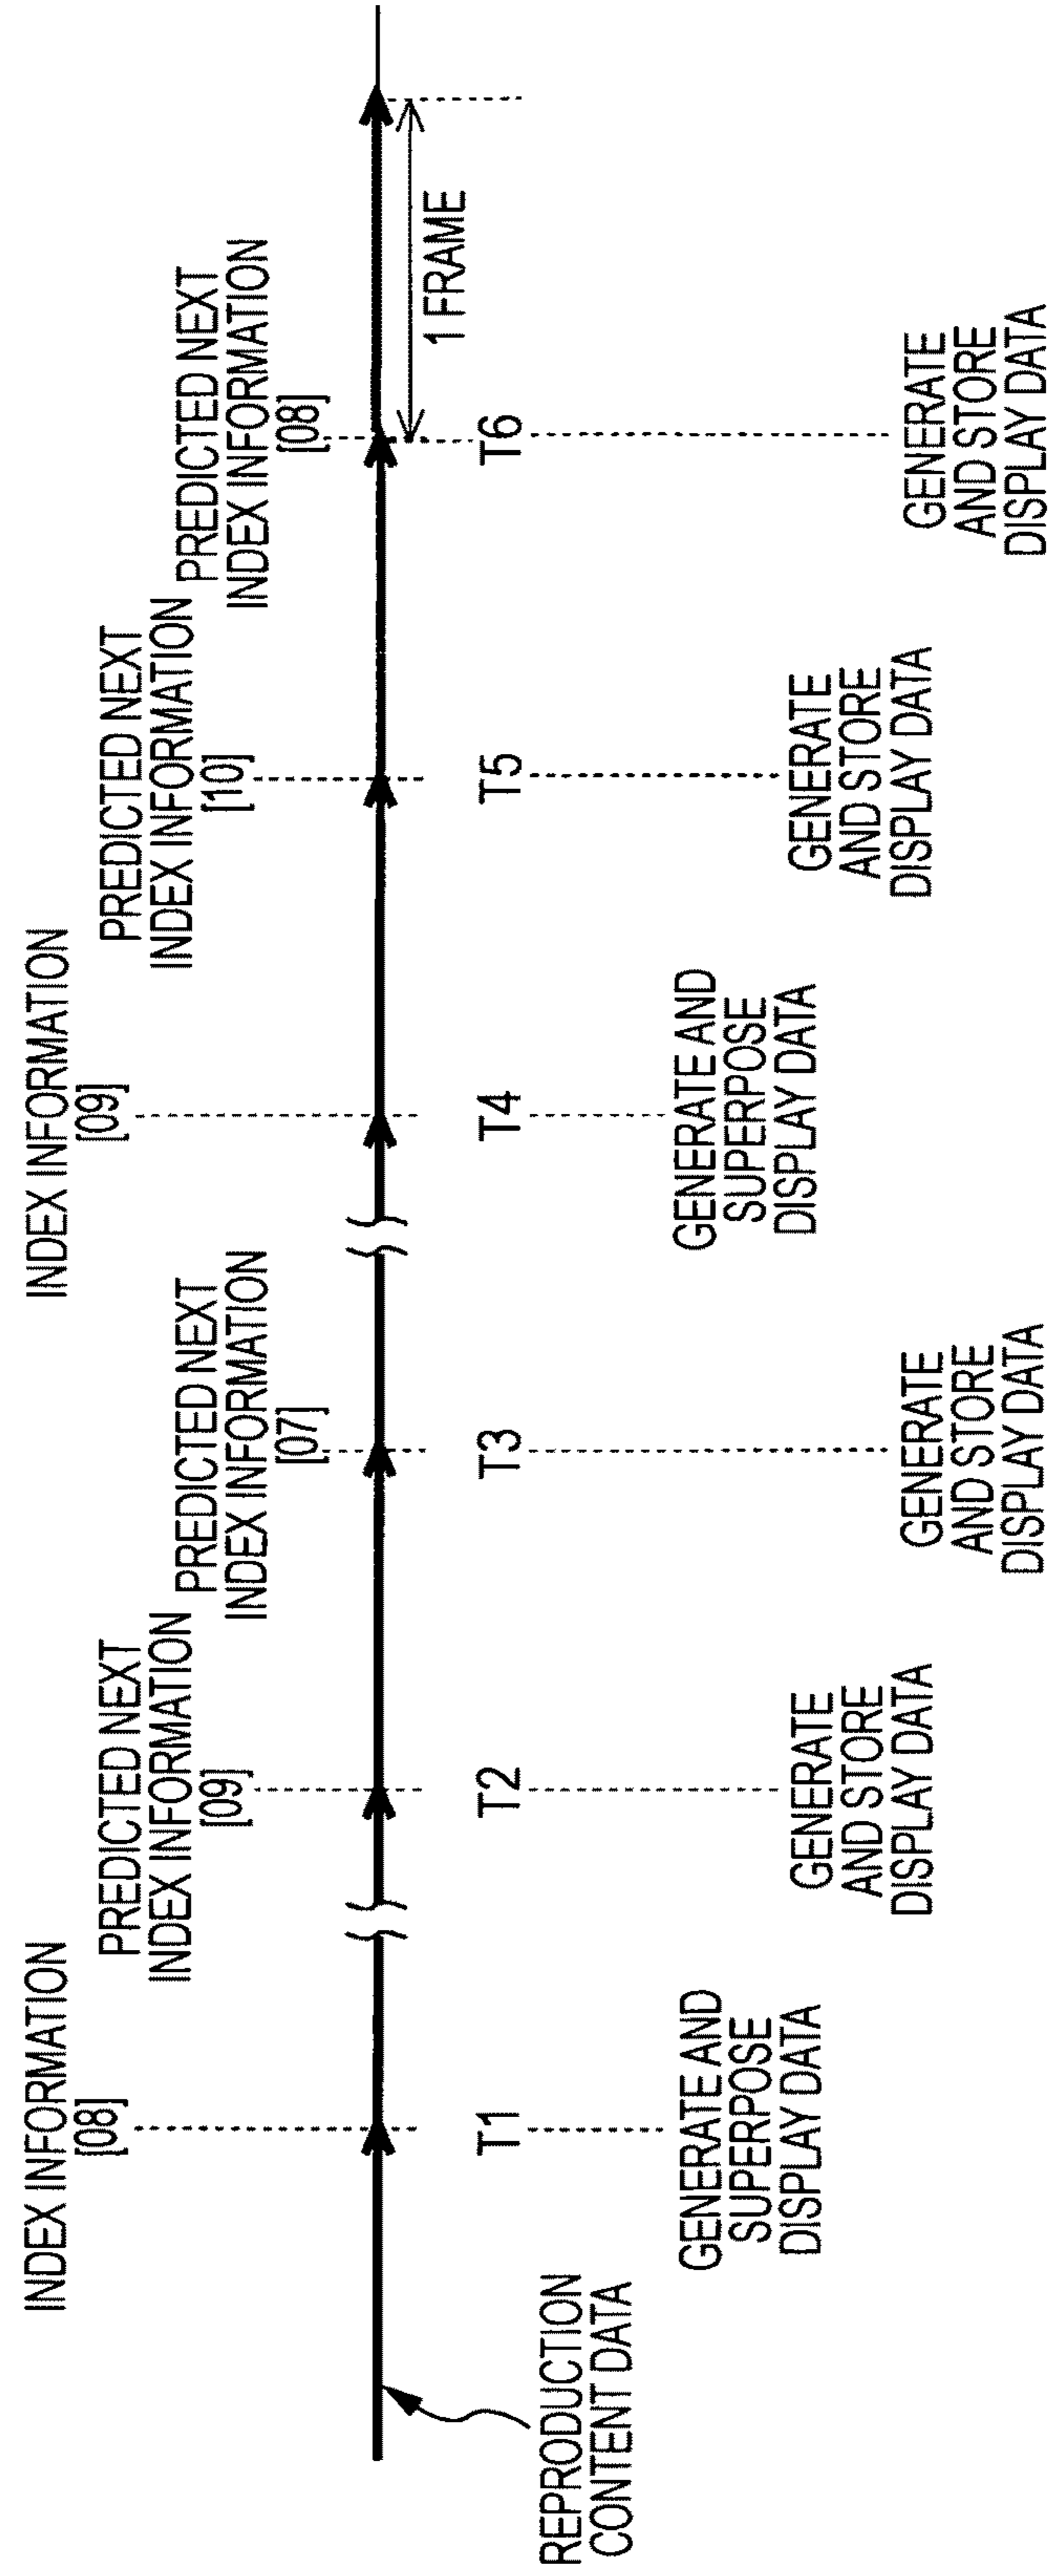 INDEX INFORMATION
[08]
PREDICTED NEXT
INDEX INFORMATION
[09]
PREDICTED NEXT
INDEX INFORMATION
[07]
INDEX INFORMATION
[09]
PREDICTED NEXT
INDEX INFORMATION
[10]
PREDICTED NEXT
INDEX INFORMATION
[08]
1 FRAME
T1
T2
T3
T4
T5
T6
REPRODUCTION
CONTENT DATA
GENERATE AND
SUPERPOSE
DISPLAY DATA
GENERATE
AND STORE
DISPLAY DATA
GENERATE
AND STORE
DISPLAY DATA
GENERATE AND
SUPERPOSE
DISPLAY DATA
GENERATE
AND STORE
DISPLAY DATA
GENERATE
AND STORE
DISPLAY DATA